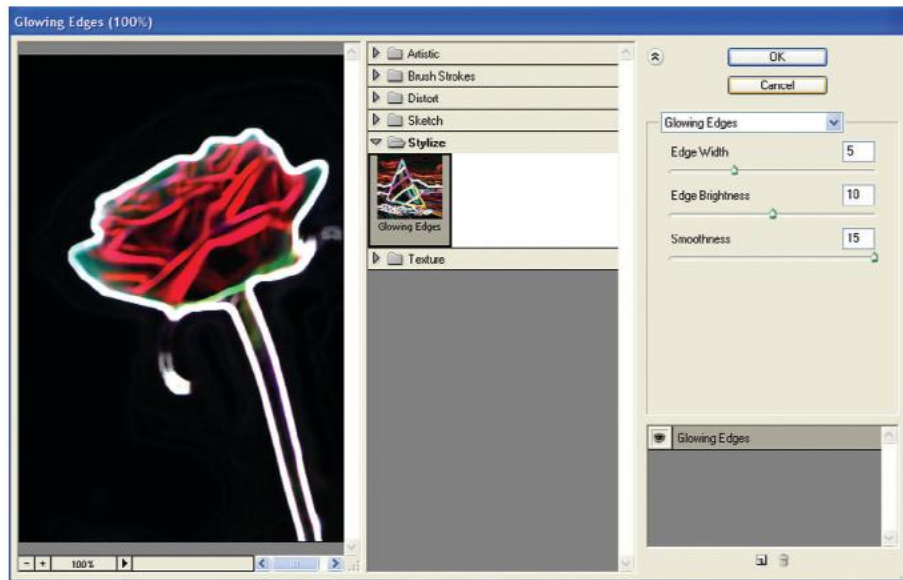 Glowing Edges (100%)
Artistic
Brush Strokes
Distort
Sketch
Stylize
Glowing Edges
Texture
100%
OK
Cancel
Glowing Edges
Edge Width 5
Edge Brightness 10
Smoothness 15
Glowing Edges